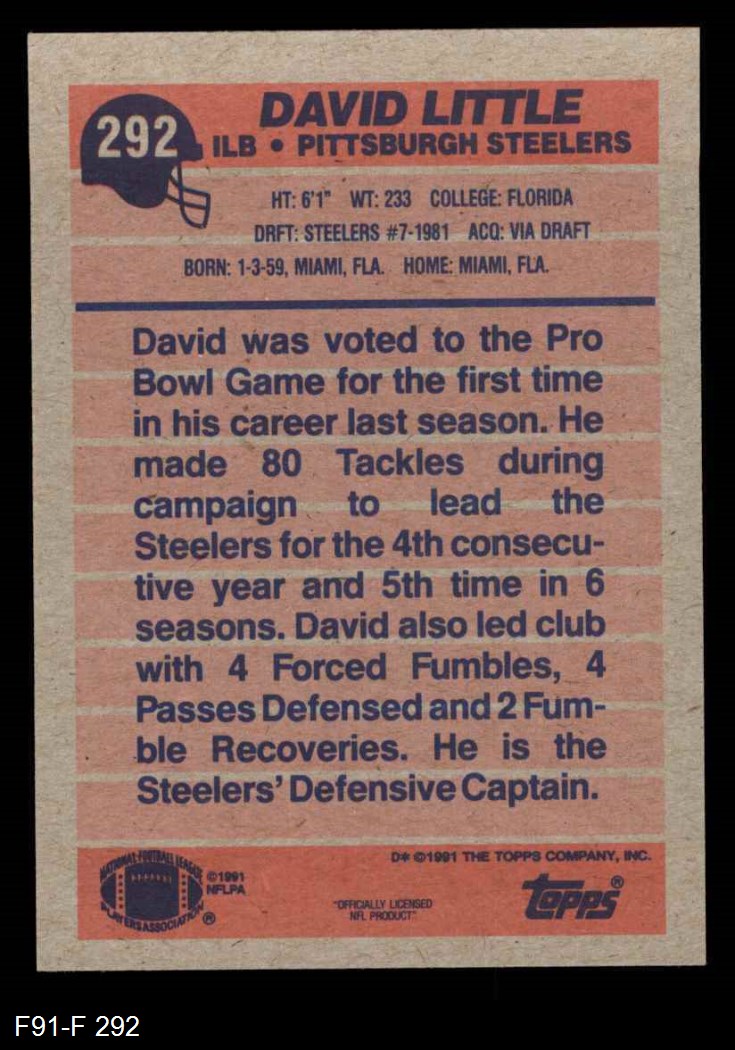 292
DAVID LITTLE
ILB • PITTSBURGH STEELERS
HT: 6'1" WT: 233 COLLEGE: FLORIDA
DRFT: STEELERS #7-1981 ACQ: VIA DRAFT
BORN: 1-3-59, MIAMI, FLA. HOME: MIAMI, FLA.
David was voted to the Pro
Bowl Game for the first time
in his career last season. He
made 80 Tackles during
campaign to lead the
Steelers for the 4th consecu-
tive year and 5th time in 6
seasons. David also led club
with 4 Forced Fumbles, 4
Passes Defensed and 2 Fum-
ble Recoveries. He is the
Steelers' Defensive Captain.
D* ©1991 THE TOPPS COMPANY, INC.
NATIONAL FOOTBALL LEAGUE
PLAYERS ASSOCIATION
®
©1991
NFLPA
"OFFICIALLY LICENSED
NFL PRODUCT"
topps®
F91-F 292